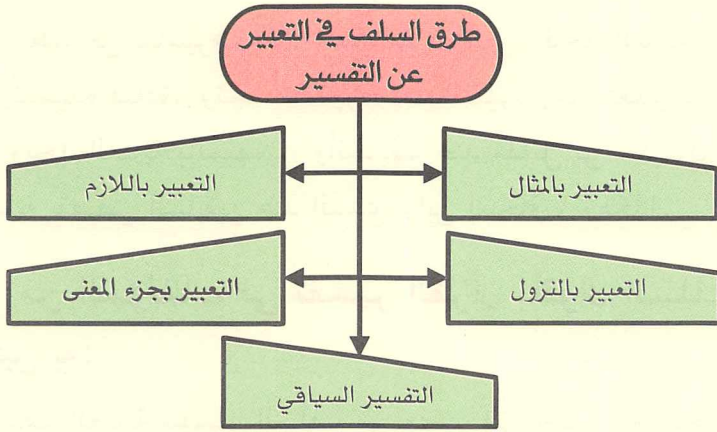 طرق السلف في التعبير
عن التفسير
التعبير بالمثال
التعبير باللازم
التعبير بالنزول
التعبير بجزء المعنى
التفسير السياقي